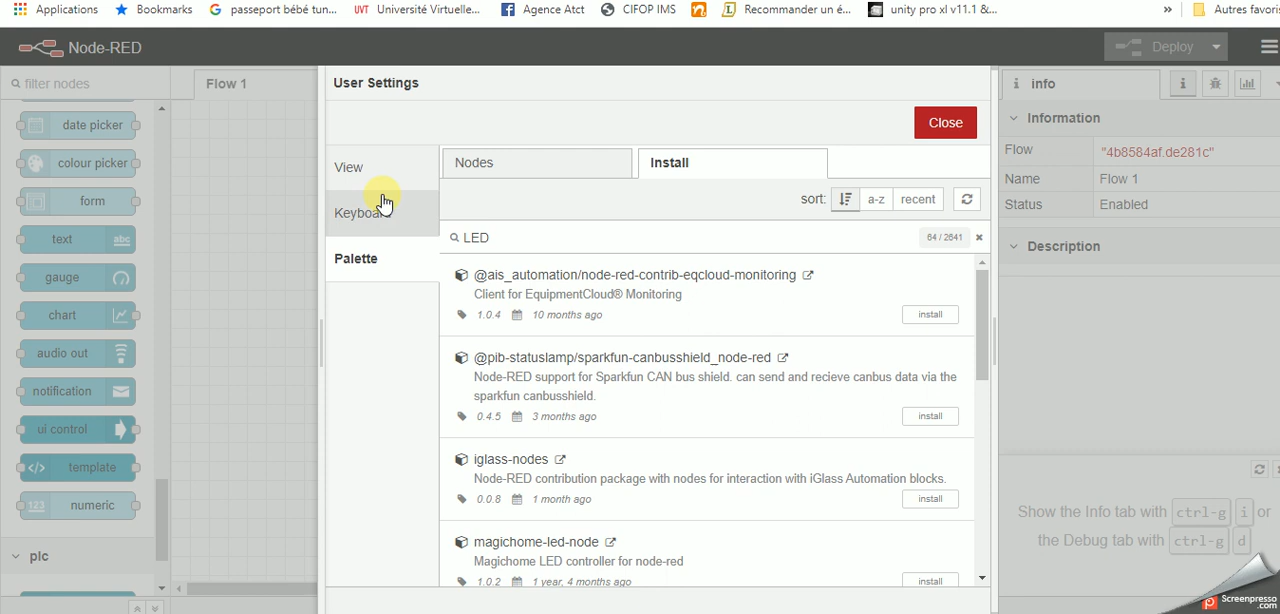 Applications Bookmarks passeport bébé tun... UVT Université Virtuelle... Agence Atct CIFOP IMS Recommander un é... unity pro xl v11.1 &... » Autres favoris
Node-RED Deploy
filter nodes
Flow 1
date picker
colour picker
form
text abc
gauge
chart
audio out
notification
ui control
</> template
123 numeric
plc
User Settings
Close
View
Keyboard
Palette
Nodes Install
sort: a-z recent
LED 64 / 2641
@ais_automation/node-red-contrib-eqcloud-monitoring
Client for EquipmentCloud® Monitoring
1.0.4 10 months ago install
@pib-statuslamp/sparkfun-canbusshield_node-red
Node-RED support for Sparkfun CAN bus shield. can send and recieve canbus data via the
sparkfun canbusshield.
0.4.5 3 months ago install
iglass-nodes
Node-RED contribution package with nodes for interaction with iGlass Automation blocks.
0.0.8 1 month ago install
magichome-led-node
Magichome LED controller for node-red
1.0.2 1 year, 4 months ago install
i info i
Information
Flow "4b8584af.de281c"
Name Flow 1
Status Enabled
Description
Show the Info tab with ctrl-g i or
the Debug tab with ctrl-g d
Screenpresso
.com